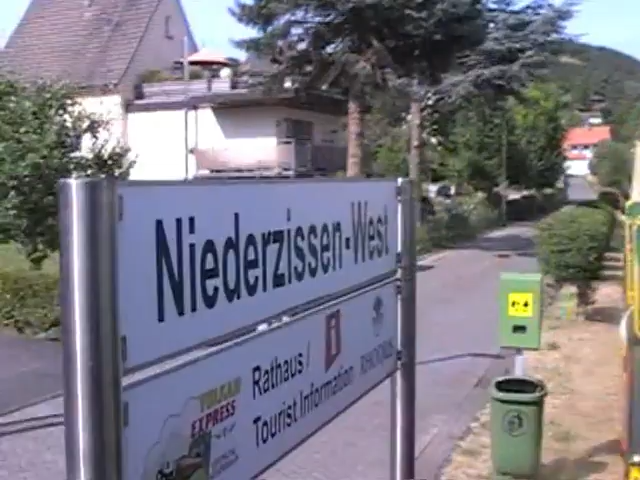 Niederzissen-West
VULKAN
EXPRESS
Rathaus /
Tourist Information
i